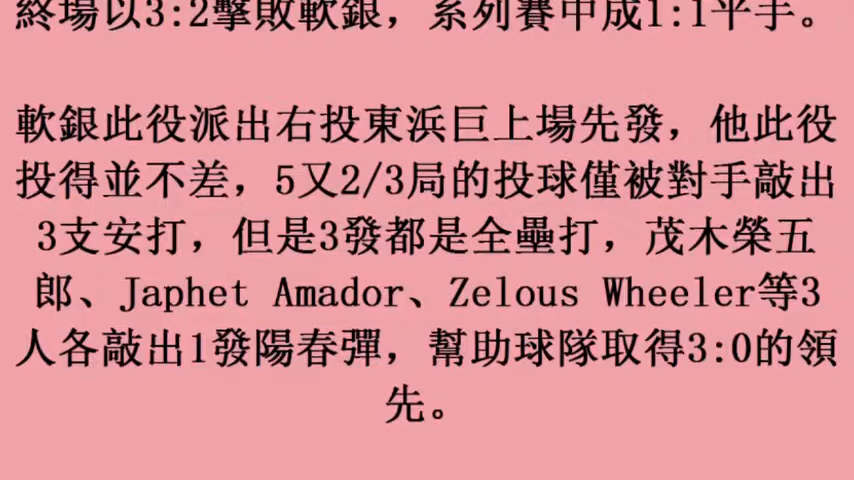 終場以3:2擊敗軟銀，系列賽中成1:1平手。
軟銀此役派出右投東浜巨上場先發，他此役
投得並不差，5又2/3局的投球僅被對手敲出
3支安打，但是3發都是全壘打，茂木榮五
郎、Japhet Amador、Zelous Wheeler等3
人各敲出1發陽春彈，幫助球隊取得3:0的領
先。